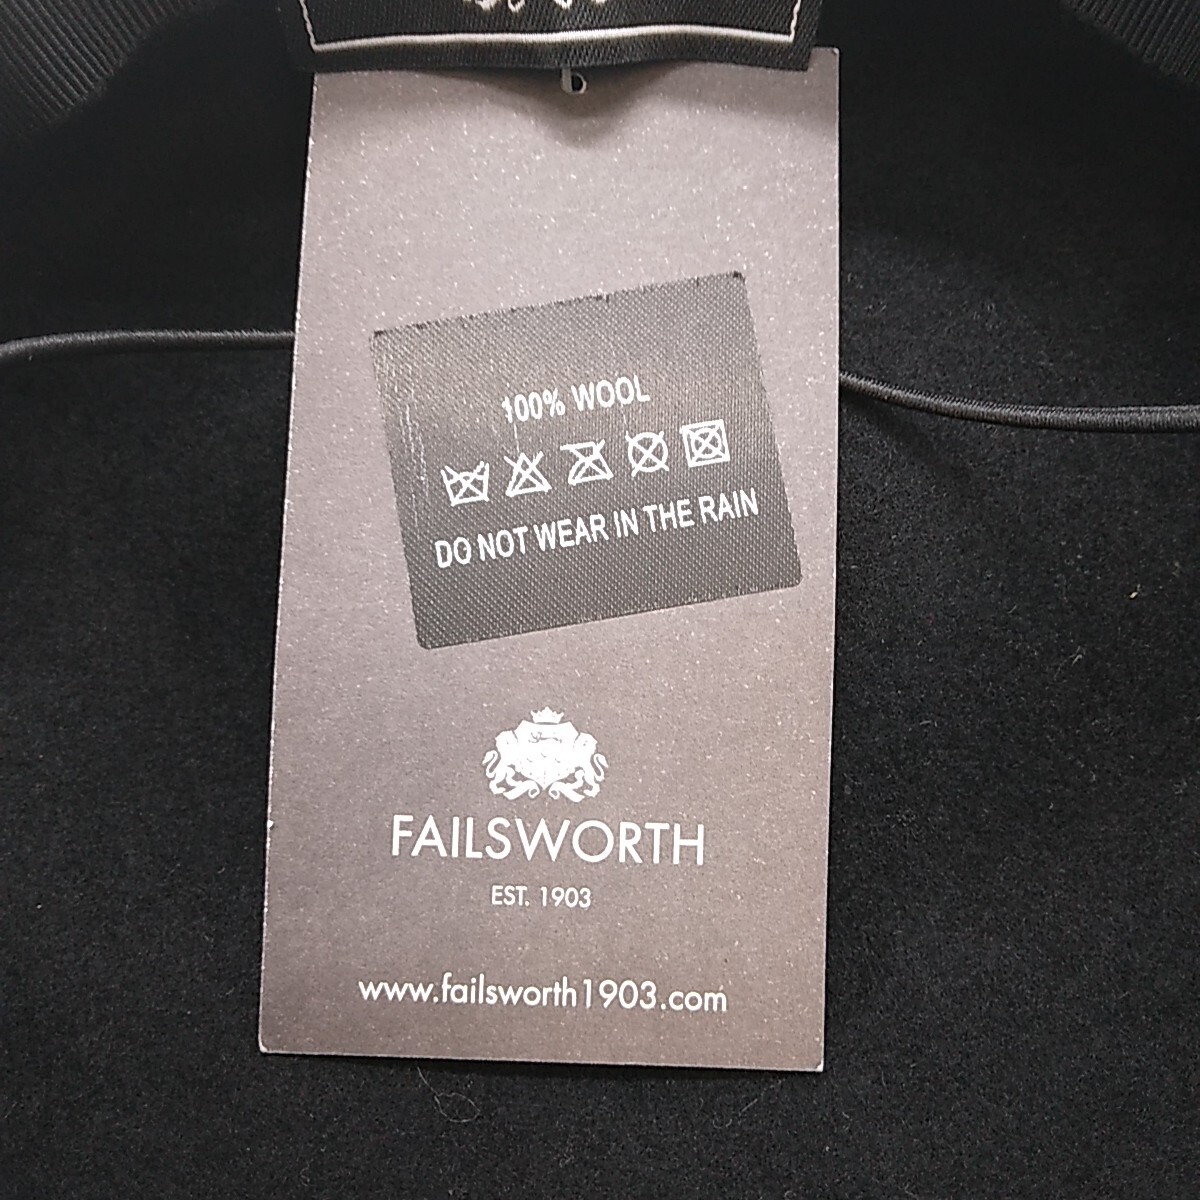 100% WOOL
DO NOT WEAR IN THE RAIN
FAILSWORTH
EST. 1903
www.failsworth1903.com